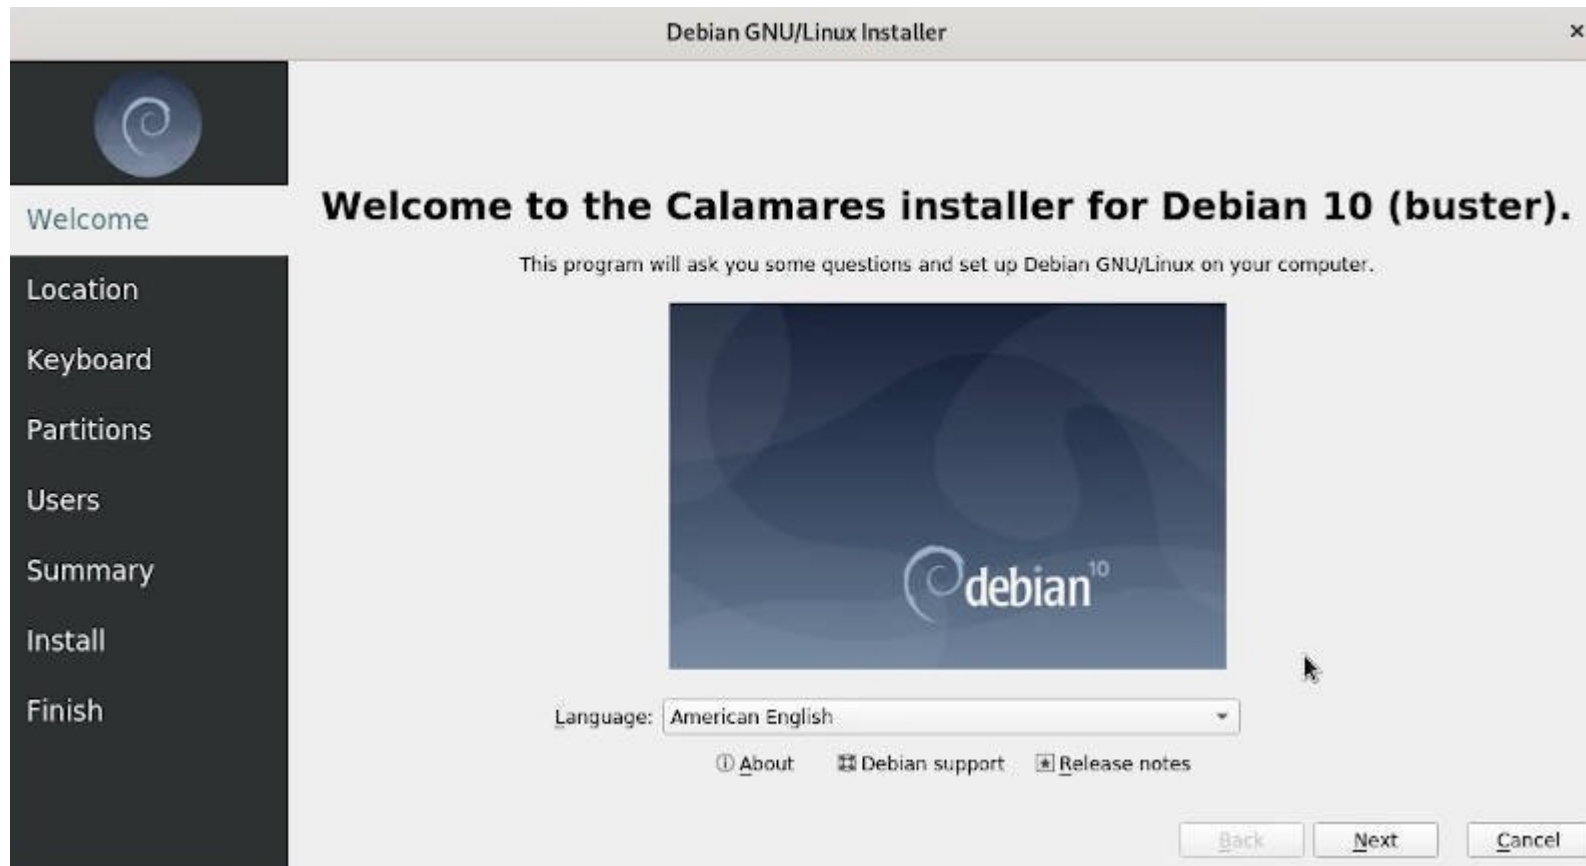 Debian GNU/Linux Installer
Welcome
Location
Keyboard
Partitions
Users
Summary
Install
Finish
Welcome to the Calamares installer for Debian 10 (buster).
This program will ask you some questions and set up Debian GNU/Linux on your computer.
debian 10
Language: American English
About Debian support Release notes
Back Next Cancel